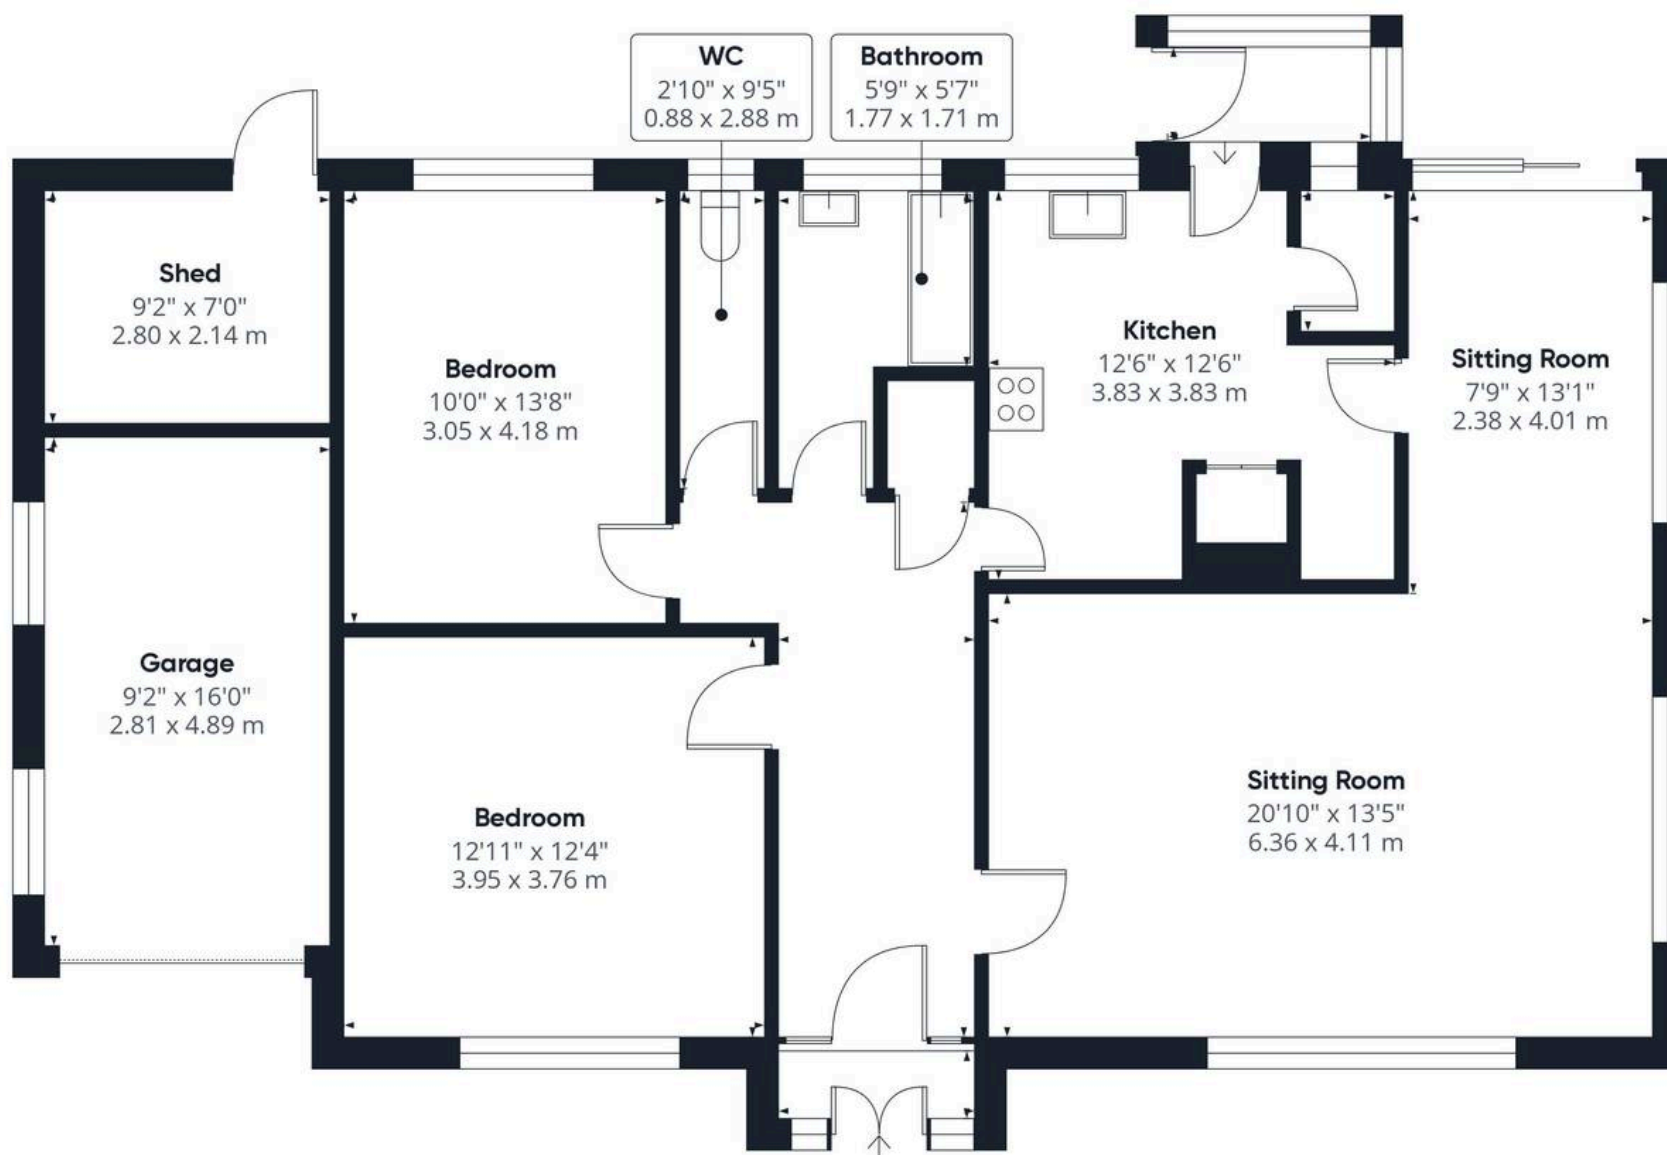 WC
2'10" x 9'5"
0.88 x 2.88 m
Bathroom
5'9" x 5'7"
1.77 x 1.71 m
Shed
9'2" x 7'0"
2.80 x 2.14 m
Bedroom
10'0" x 13'8"
3.05 x 4.18 m
Kitchen
12'6" x 12'6"
3.83 x 3.83 m
Sitting Room
7'9" x 13'1"
2.38 x 4.01 m
Garage
9'2" x 16'0"
2.81 x 4.89 m
Bedroom
12'11" x 12'4"
3.95 x 3.76 m
Sitting Room
20'10" x 13'5"
6.36 x 4.11 m